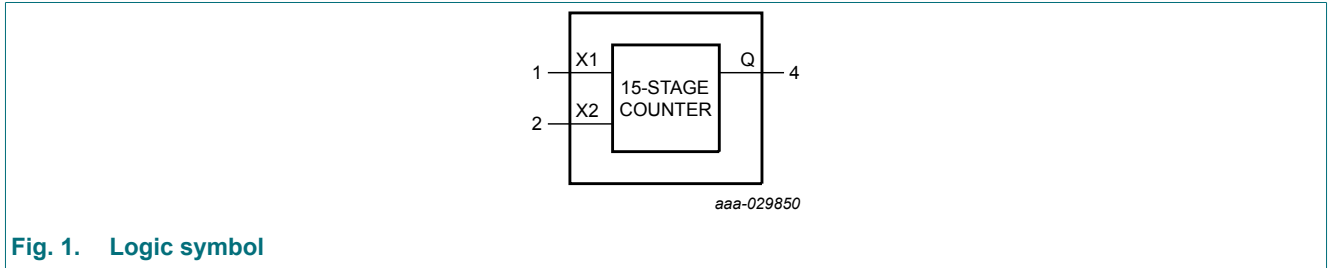 X1
Q
1
4
15-STAGE
COUNTER
X2
2
aaa-029850
Fig. 1. Logic symbol